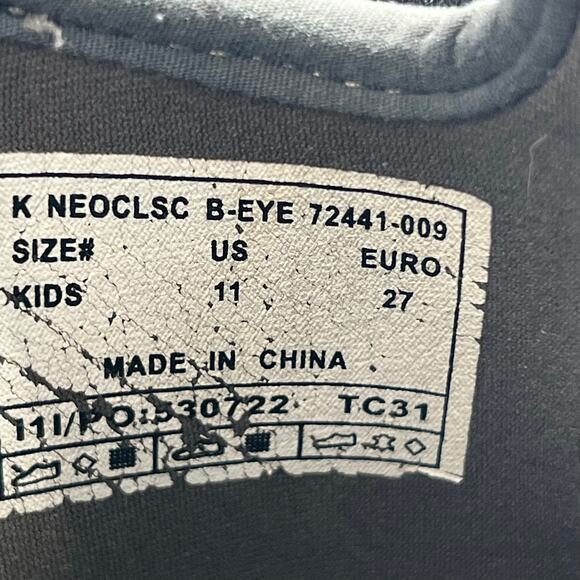 K NEOCLSC B-EYE 72441-009
SIZE# US EURO
KIDS 11 27
MADE IN CHINA
11I/PO:530722 TC31